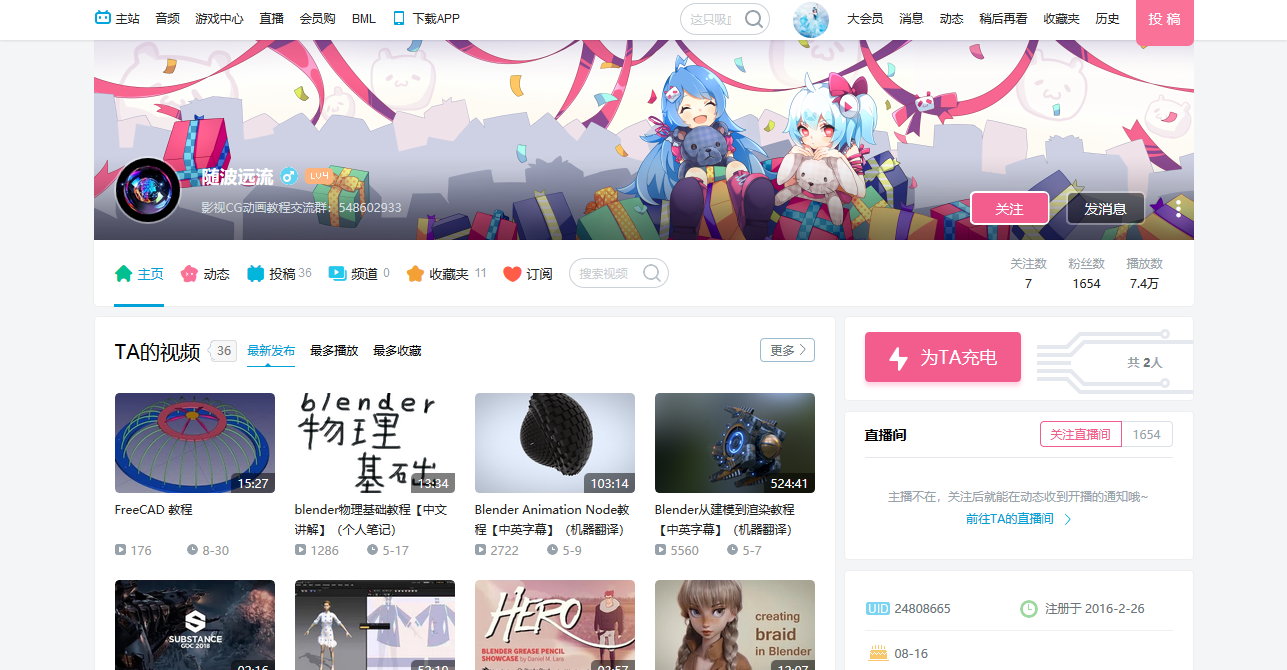 主站 音频 游戏中心 直播 会员购 BML 下载APP 这只吸 大会员 消息 动态 稍后再看 收藏夹 历史 投稿
随波远流 LV4
影视CG动画教程交流群：548602933
关注 发消息
主页 动态 投稿 36 频道 0 收藏夹 11 订阅 搜索视频
关注数 粉丝数 播放数
7 1654 7.4万
TA的视频 36 最新发布 最多播放 最多收藏 更多
15:27
FreeCAD 教程
176 8-30
blender
物理
基础
13:34
blender物理基础教程【中文
讲解】（个人笔记）
1286 5-17
103:14
Blender Animation Node教
程【中英字幕】（机器翻译）
2722 5-9
524:41
Blender从建模到渲染教程
【中英字幕】（机器翻译）
5560 5-7
SUBSTANCE
GDC 2018
02:16
52:19
HERO
BLENDER GREASE PENCIL
SHOWCASE by Daniel M. Lara
02:57
creating
braid
in Blender
12:07
为TA充电
共 2人
直播间 关注直播间 1654
主播不在，关注后就能在动态收到开播的通知哦~
前往TA的直播间
UID 24808665 注册于 2016-2-26
08-16